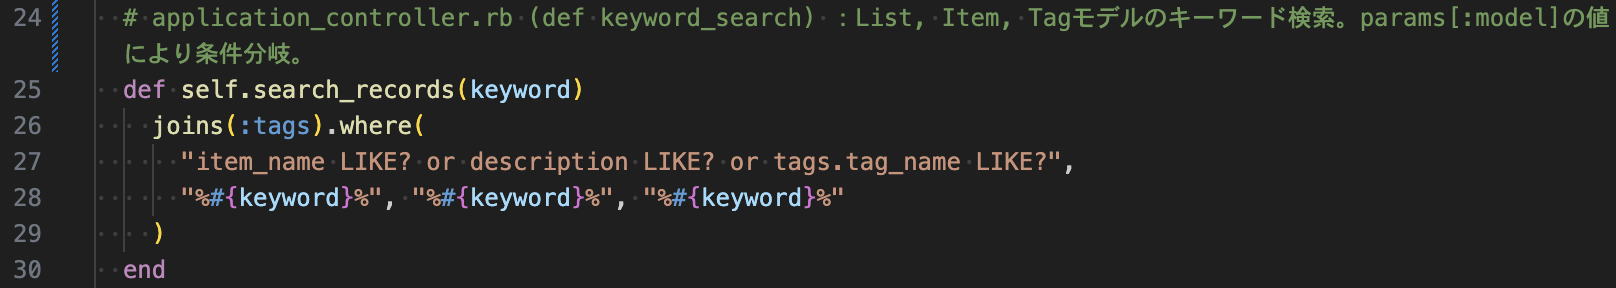 24 # application_controller.rb (def keyword_search) ：List, Item, Tagモデルのキーワード検索。params[:model]の値
により条件分岐。
25 def self.search_records(keyword)
26 joins(:tags).where(
27 "item_name LIKE? or description LIKE? or tags.tag_name LIKE?",
28 "%#{keyword}%", "%#{keyword}%", "%#{keyword}%"
29 )
30 end